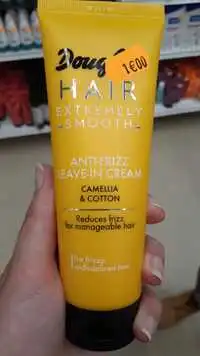 Doug
1€00
HAIR
EXTREMELY
SMOOTH
ANTI-FRIZZ
LEAVE-IN CREAM
CAMELLIA
& COTTON
Reduces frizz
for manageable hair